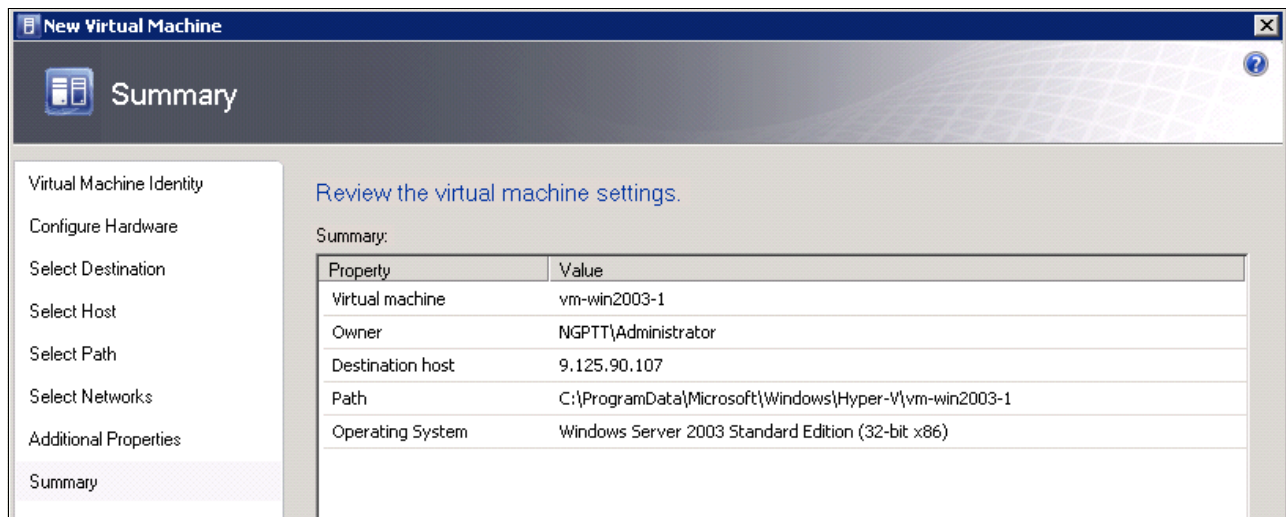 New Virtual Machine
Summary
Virtual Machine Identity
Configure Hardware
Select Destination
Select Host
Select Path
Select Networks
Additional Properties
Summary
Review the virtual machine settings.
Summary:
Property Value
Virtual machine vm-win2003-1
Owner NGPTT\Administrator
Destination host 9.125.90.107
Path C:\ProgramData\Microsoft\Windows\Hyper-V\vm-win2003-1
Operating System Windows Server 2003 Standard Edition (32-bit x86)